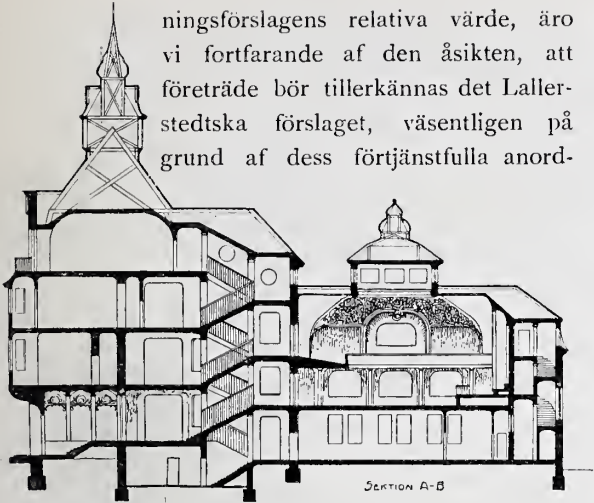 ningsförslagens relativa värde, äro
vi fortfarande af den åsikten, att
företräde bör tillerkännas det Laller-
stedtska förslaget, väsentligen på
grund af dess förtjänstfulla anord-
SEKTION A-B